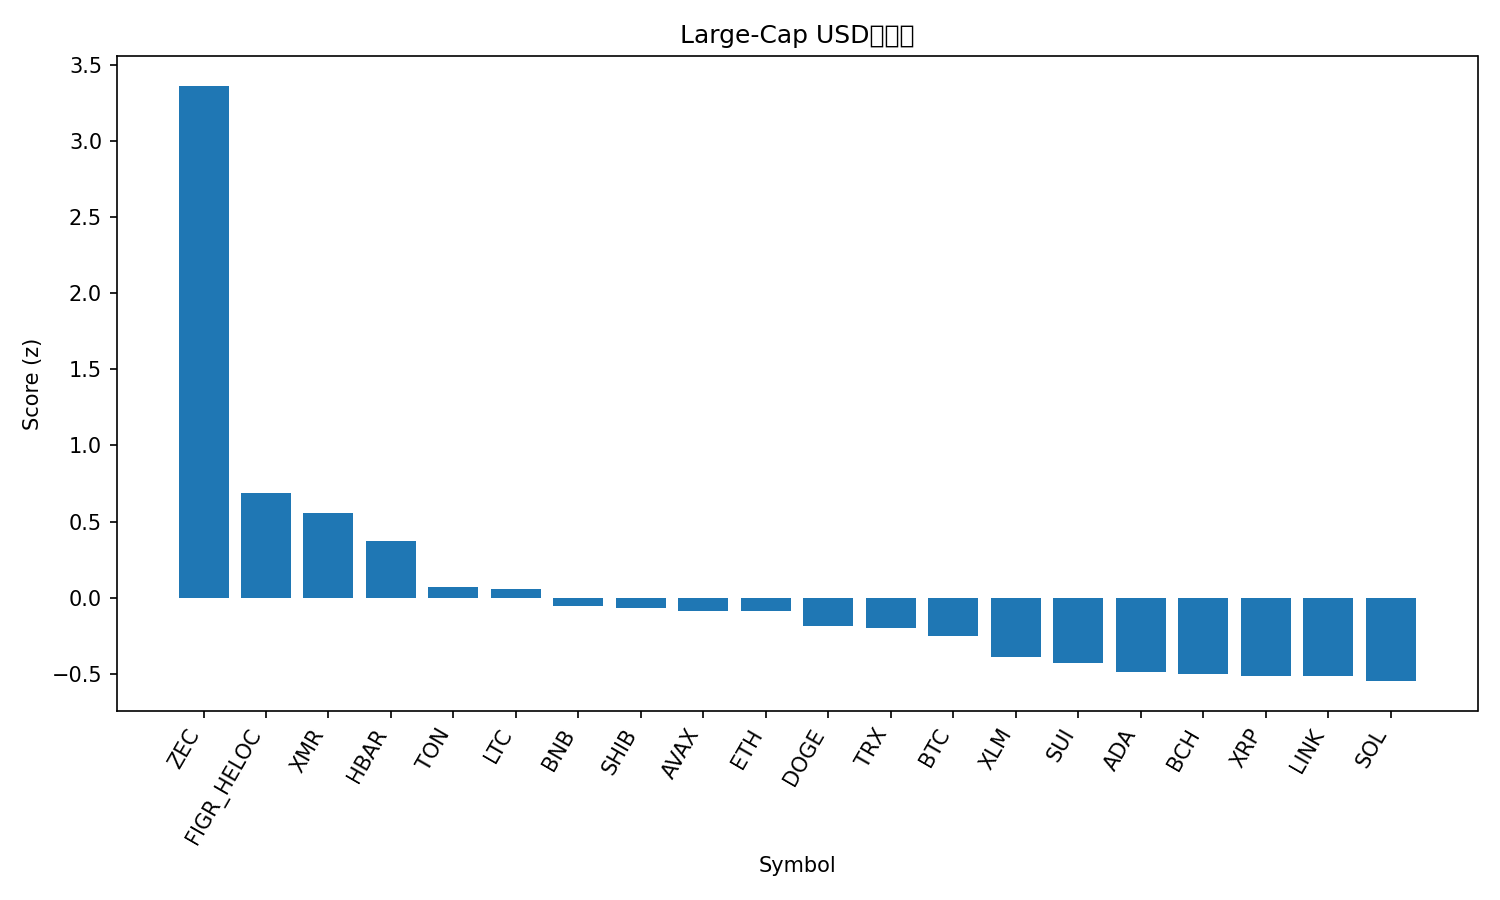 Large-Cap USD
3.5
3.0
2.5
2.0
1.5
1.0
0.5
0.0
−0.5
Score (z)
ZEC
FIGR_HELOC
XMR
HBAR
TON
LTC
BNB
SHIB
AVAX
ETH
DOGE
TRX
BTC
XLM
SUI
ADA
BCH
XRP
LINK
SOL
Symbol